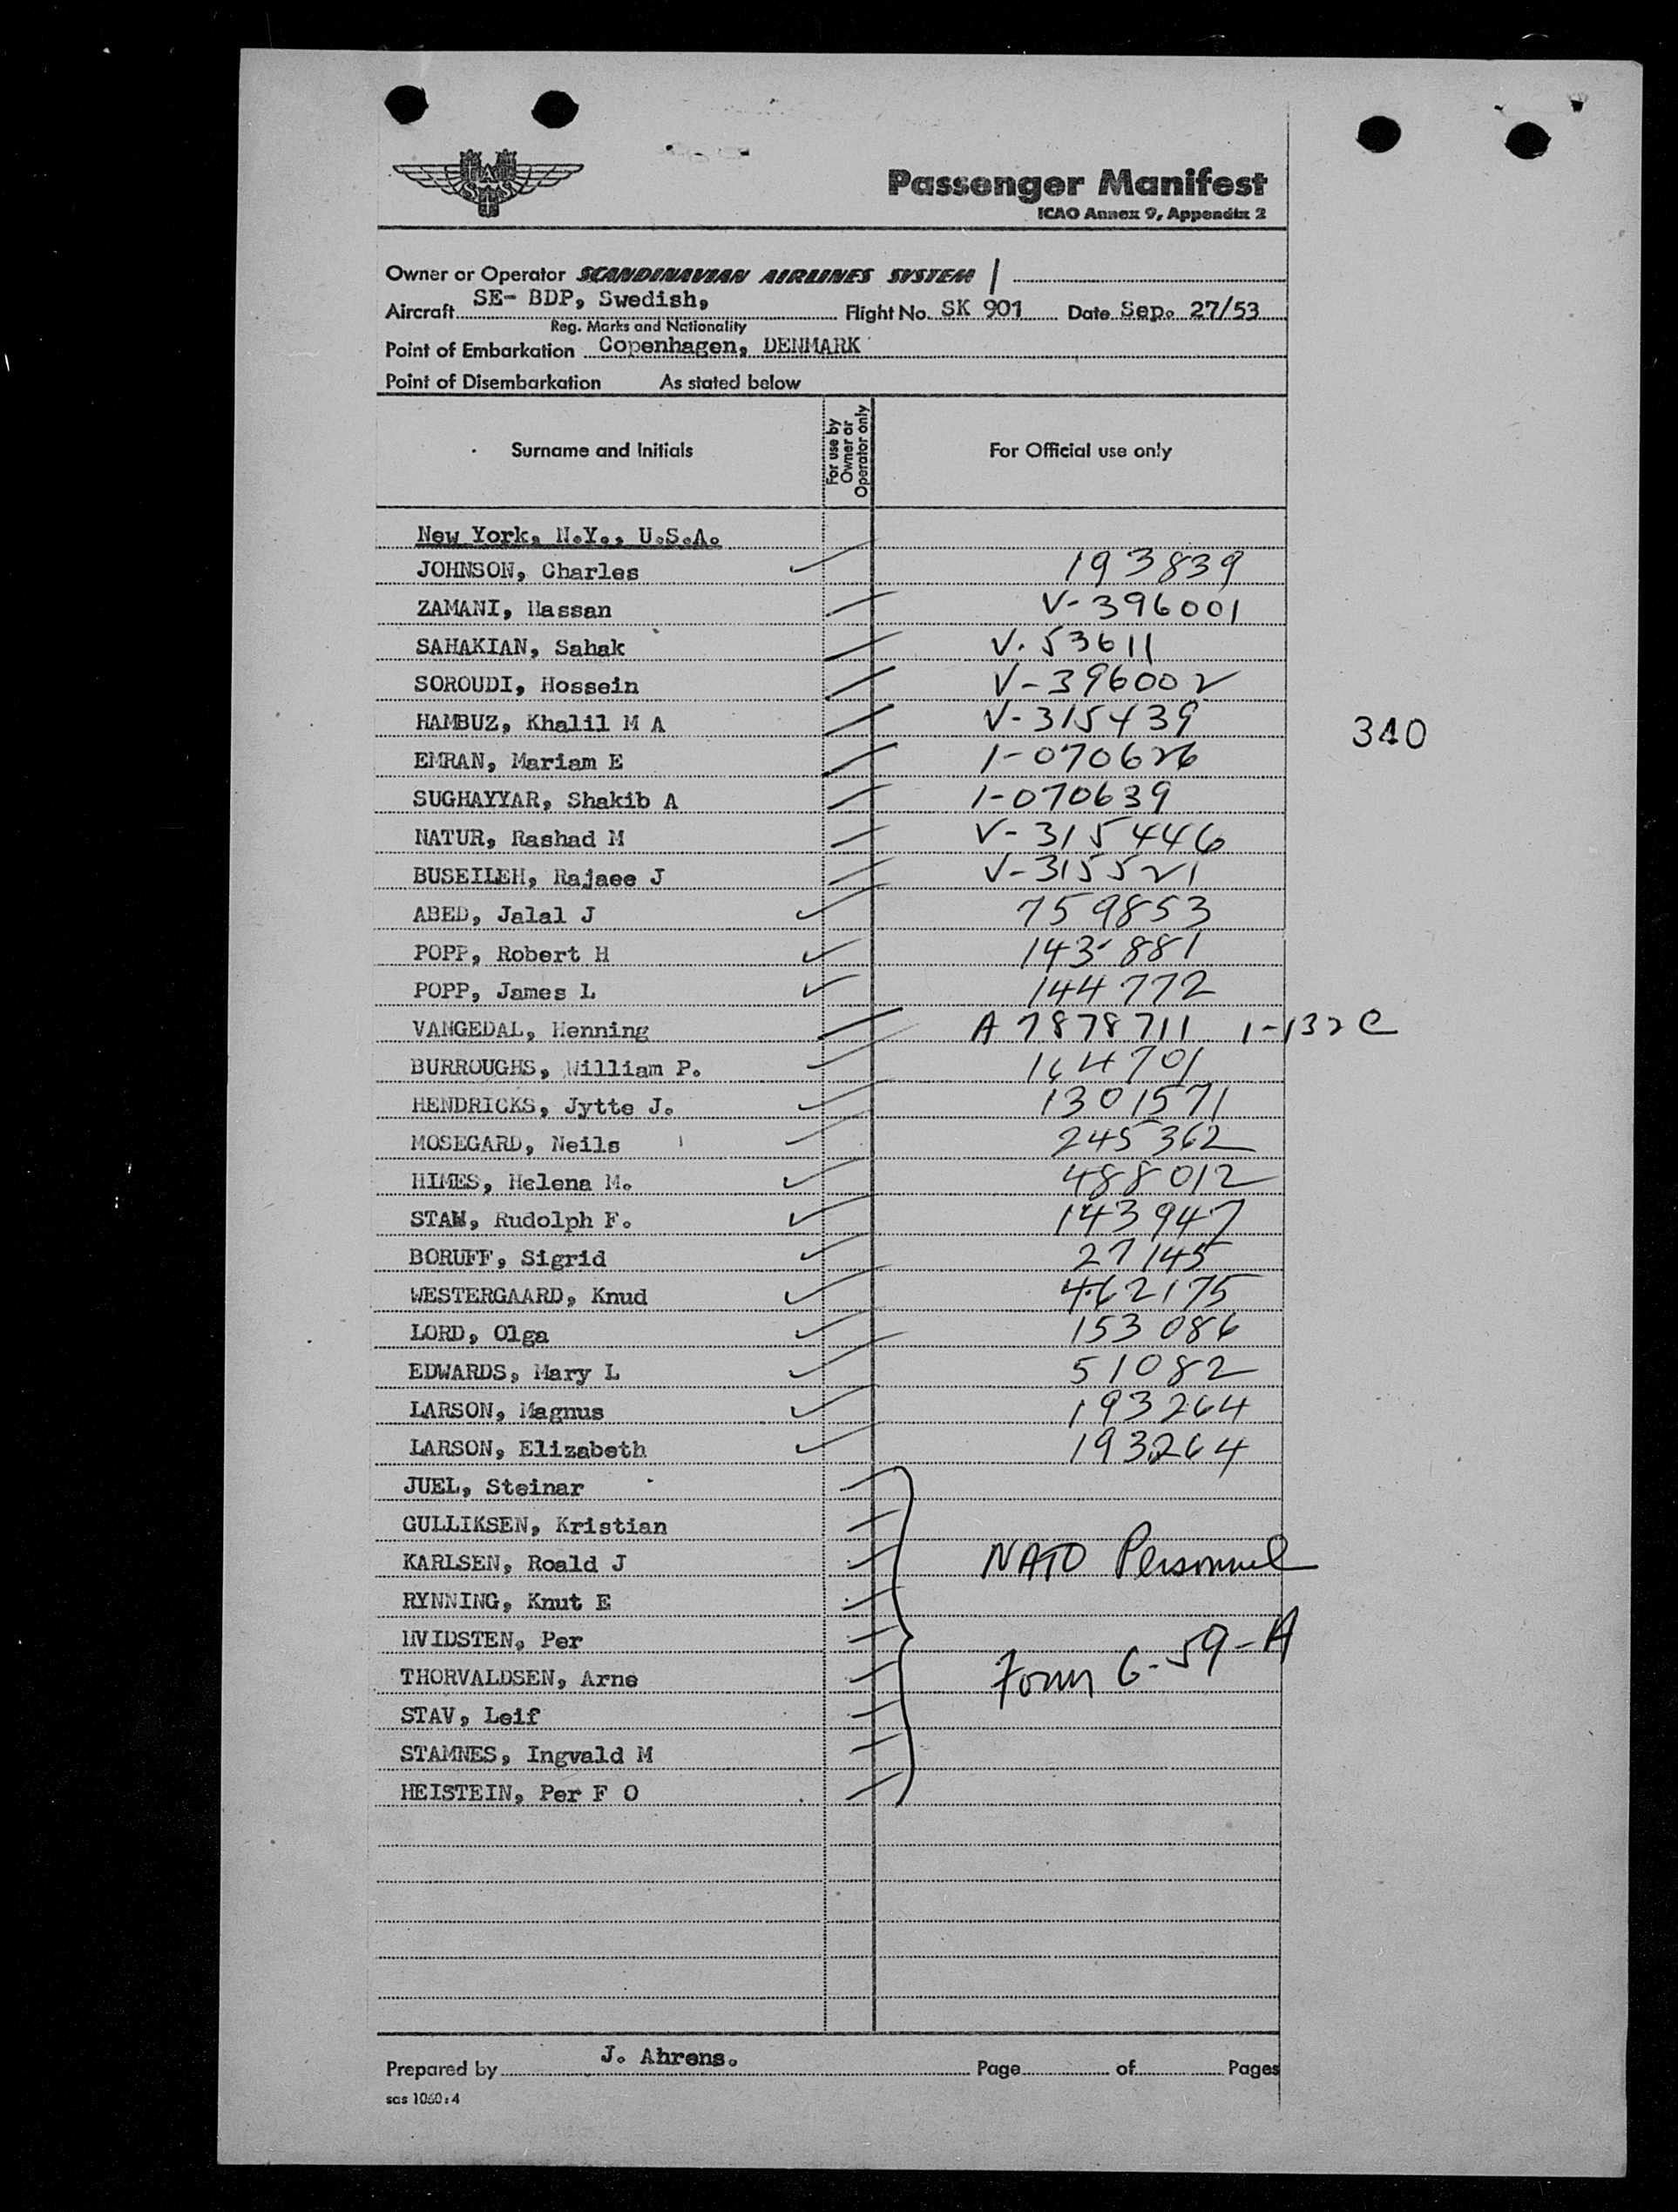 SAS
Passenger Manifest
ICAO Annex 9, Appendix 2
Owner or Operator SCANDINAVIAN AIRLINES SYSTEM /
Aircraft SE- BDP, Swedish, Flight No. SK 901 Date Sep. 27/53
Reg. Marks and Nationality
Point of Embarkation Copenhagen, DENMARK
Point of Disembarkation As stated below
Surname and Initials For use by Owner or Operator only For Official use only
New York, N.Y., U.S.A.
JOHNSON, Charles 193839
ZAMANI, Hassan V-396001
SAHAKIAN, Sahak V.53611
SOROUDI, Hossein V-396002
HAMBUZ, Khalil M A V-315439
340
EMRAN, Mariam E 1-070626
SUGHAYYAR, Shakib A 1-070639
NATUR, Rashad M V-315446
BUSEILEH, Rajaee J V-315521
ABED, Jalal J 759853
POPP, Robert H 143881
POPP, James L 144772
VANGEDAL, Henning A 7878711 1-132C
BURROUGHS, William P. 164701
HENDRICKS, Jytte J. 1301571
MOSEGARD, Neils 245362
HIMES, Helena M. 488012
STAW, Rudolph F. 143947
BORUFF, Sigrid 27145
WESTERGAARD, Knud 462175
LORD, Olga 153086
EDWARDS, Mary L 51082
LARSON, Magnus 193264
LARSON, Elizabeth 193264
JUEL, Steinar
GULLIKSEN, Kristian
KARLSEN, Roald J NATO Personnel
RYNNING, Knut E
HVIDSTEN, Per
THORVALDSEN, Arne Form G-59-A
STAV, Leif
STAMNES, Ingvald M
HEISTEIN, Per F O
Prepared by J. Ahrens. Page of Pages
sas 1060:4